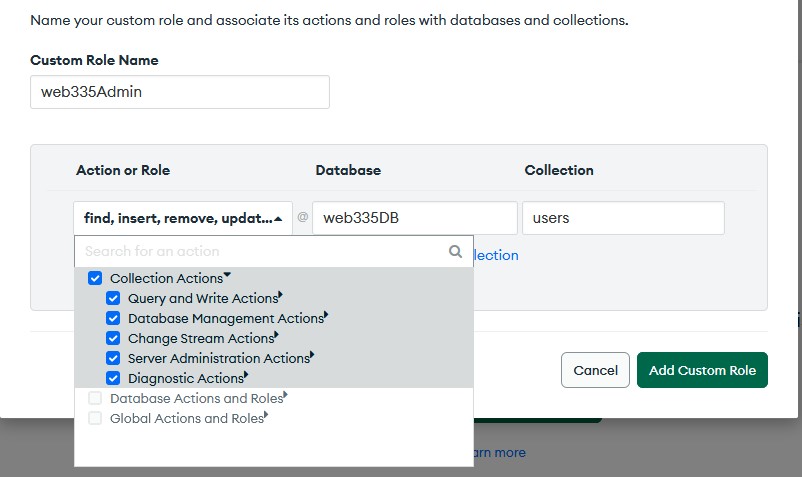 Name your custom role and associate its actions and roles with databases and collections.
Custom Role Name
web335Admin
Action or Role Database Collection
find, insert, remove, updat... @ web335DB users
Search for an action
lection
Collection Actions
Query and Write Actions
Database Management Actions
Change Stream Actions
Server Administration Actions
Diagnostic Actions
Database Actions and Roles
Global Actions and Roles
Cancel Add Custom Role
arn more